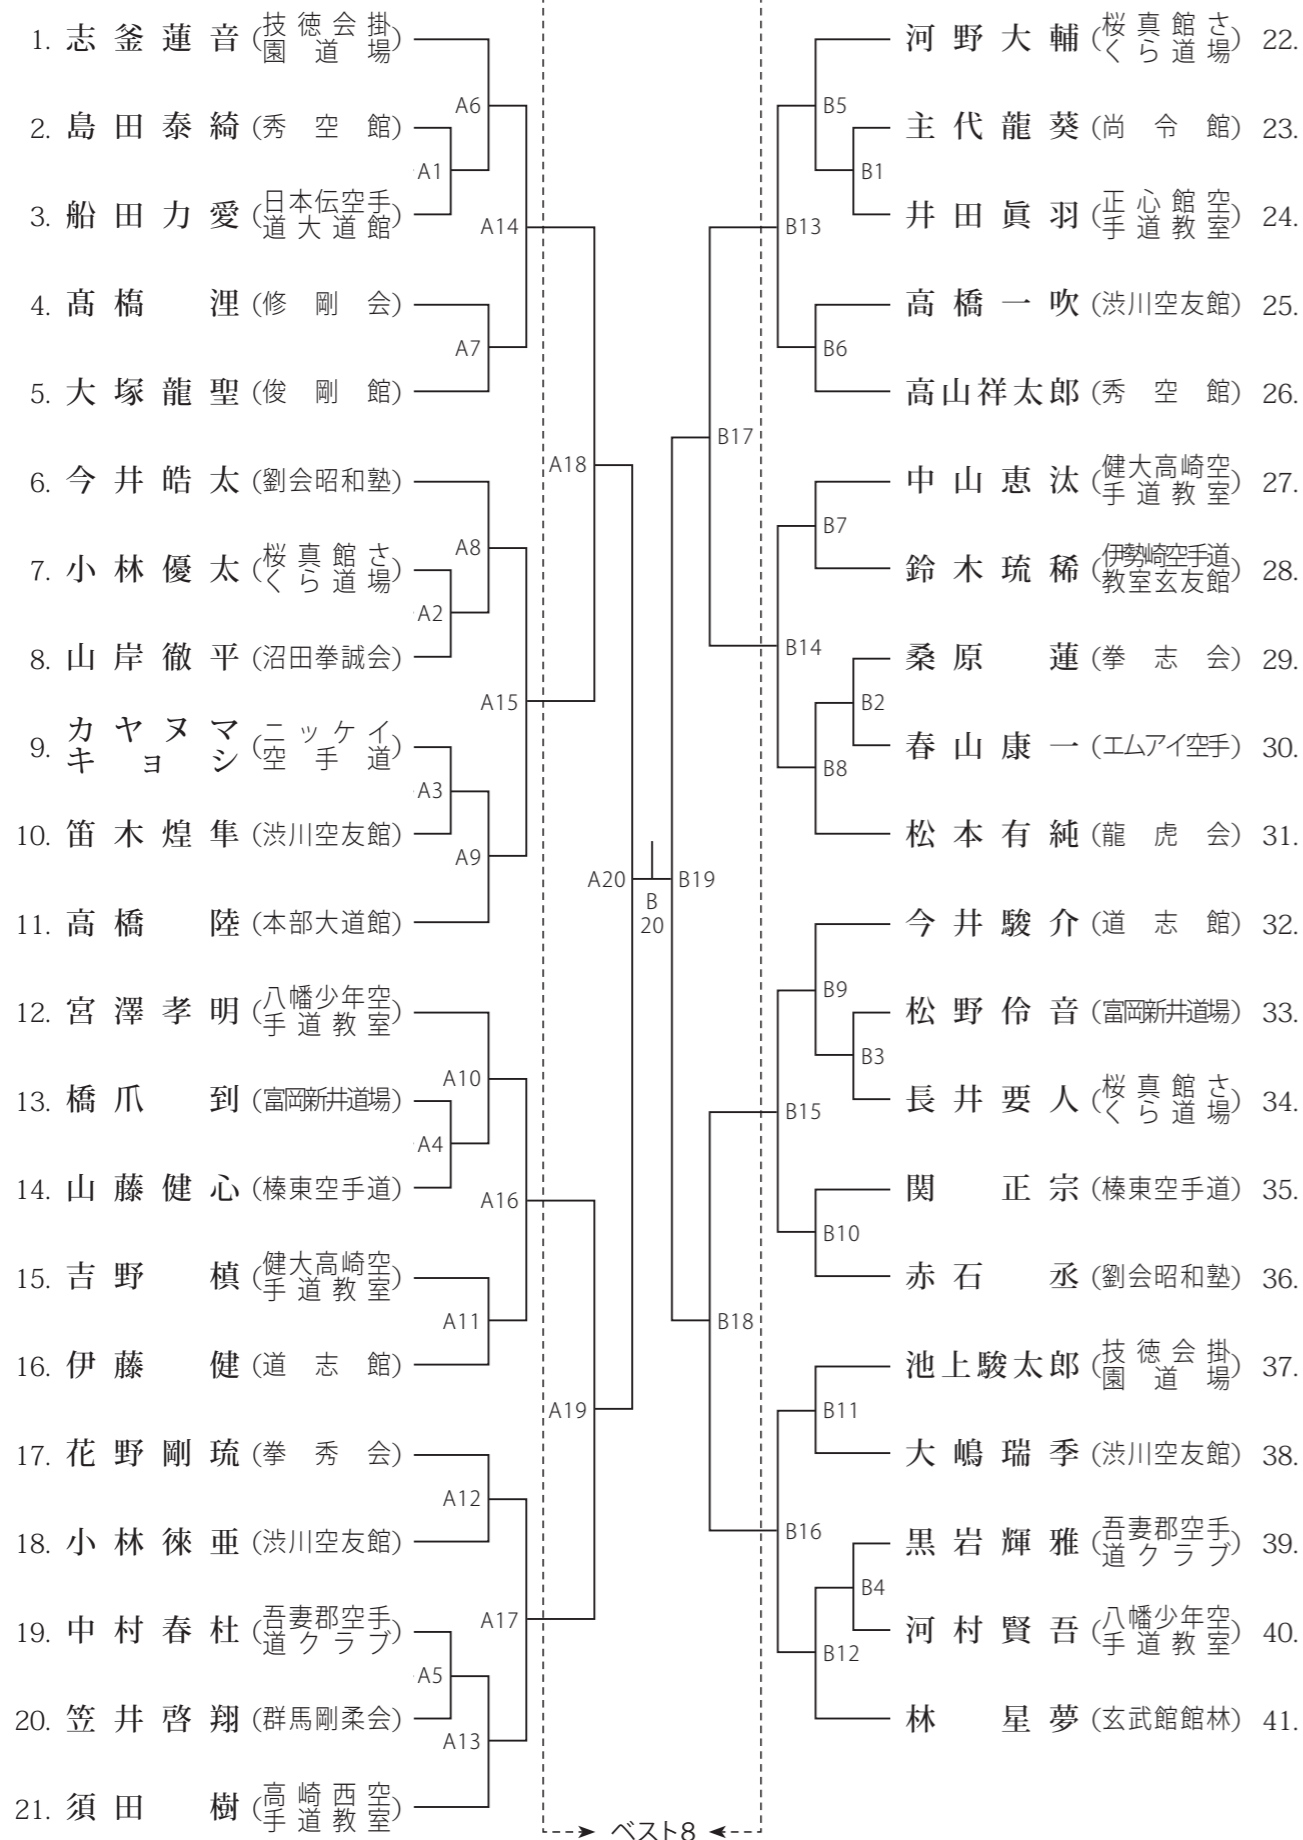 1. 志釜蓮音 (技徳会掛園道場)
2. 島田泰綺 (秀空館)
3. 船田力愛 (日本伝空手道大道館)
4. 髙橋浬 (修剛会)
5. 大塚龍聖 (俊剛館)
6. 今井皓太 (劉会昭和塾)
7. 小林優太 (桜真館さくら道場)
8. 山岸徹平 (沼田拳誠会)
9. カヤヌマキョシ (ニッケイ空手道)
10. 笛木煌隼 (渋川空友館)
11. 高橋陸 (本部大道館)
12. 宮澤孝明 (八幡少年空手道教室)
13. 橋爪到 (富岡新井道場)
14. 山藤健心 (榛東空手道)
15. 吉野槙 (健大高崎空手道教室)
16. 伊藤健 (道志館)
17. 花野剛琉 (拳秀会)
18. 小林徠亜 (渋川空友館)
19. 中村春杜 (吾妻郡空手道クラブ)
20. 笠井啓翔 (群馬剛柔会)
21. 須田樹 (高崎西空手道教室)
A6
A1
A14
A7
A18
A8
A2
A15
A3
A9
A20
A10
A4
A16
A11
A19
A12
A17
A5
A13
B
20
B19
B17
B18
B5
B1
B13
B6
B7
B14
B2
B8
B9
B3
B15
B10
B11
B16
B4
B12
河野大輔 (桜真館さくら道場) 22.
主代龍葵 (尚令館) 23.
井田眞羽 (正心館空手道教室) 24.
高橋一吹 (渋川空友館) 25.
高山祥太郎 (秀空館) 26.
中山恵汰 (健大高崎空手道教室) 27.
鈴木琉稀 (伊勢崎空手道教室玄友館) 28.
桑原蓮 (拳志会) 29.
春山康一 (エムアイ空手) 30.
松本有純 (龍虎会) 31.
今井駿介 (道志館) 32.
松野伶音 (富岡新井道場) 33.
長井要人 (桜真館さくら道場) 34.
関正宗 (榛東空手道) 35.
赤石丞 (劉会昭和塾) 36.
池上駿太郎 (技徳会掛園道場) 37.
大嶋瑞季 (渋川空友館) 38.
黒岩輝雅 (吾妻郡空手道クラブ) 39.
河村賢吾 (八幡少年空手道教室) 40.
林星夢 (玄武館館林) 41.
ベスト8